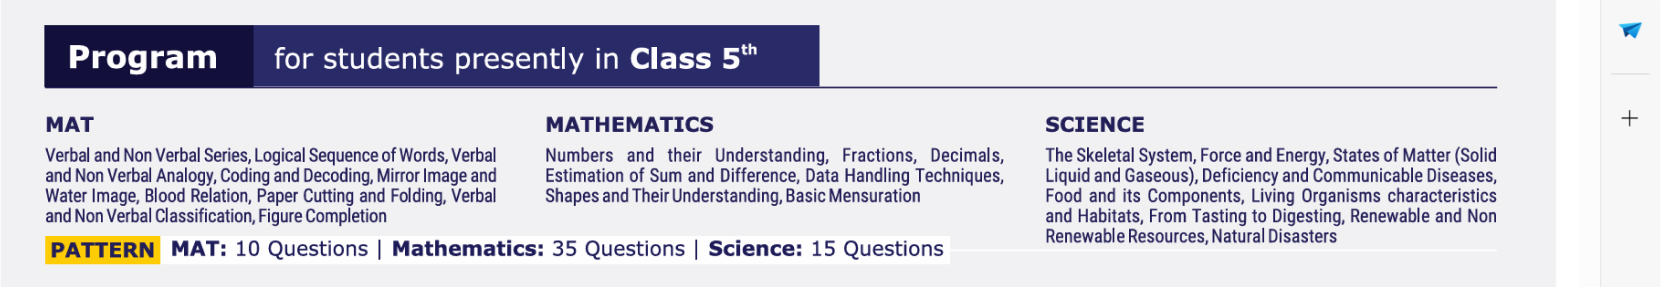 Program for students presently in Class 5th
MAT
Verbal and Non Verbal Series, Logical Sequence of Words, Verbal
and Non Verbal Analogy, Coding and Decoding, Mirror Image and
Water Image, Blood Relation, Paper Cutting and Folding, Verbal
and Non Verbal Classification, Figure Completion
MATHEMATICS
Numbers and their Understanding, Fractions, Decimals,
Estimation of Sum and Difference, Data Handling Techniques,
Shapes and Their Understanding, Basic Mensuration
SCIENCE
The Skeletal System, Force and Energy, States of Matter (Solid
Liquid and Gaseous), Deficiency and Communicable Diseases,
Food and its Components, Living Organisms characteristics
and Habitats, From Tasting to Digesting, Renewable and Non
Renewable Resources, Natural Disasters
PATTERN MAT: 10 Questions | Mathematics: 35 Questions | Science: 15 Questions